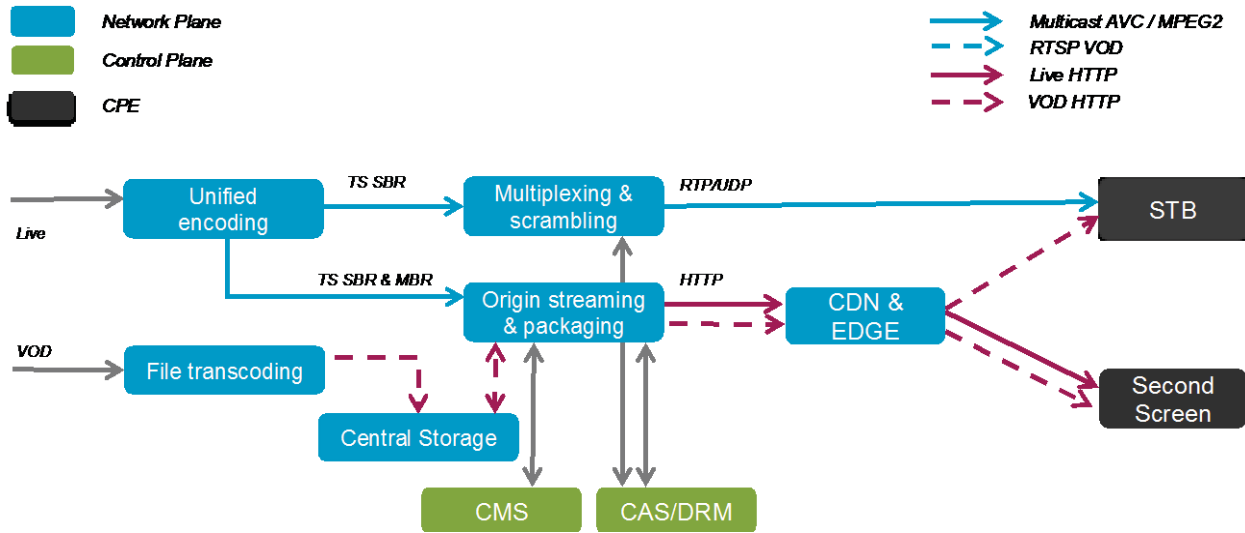 Network Plane
Control Plane
CPE
Multicast AVC / MPEG2
RTSP VOD
Live HTTP
VOD HTTP
Live
Unified
encoding
TS SBR
Multiplexing &
scrambling
RTP/UDP
STB
TS SBR & MBR
Origin streaming
& packaging
HTTP
CDN &
EDGE
VOD
File transcoding
Central Storage
Second
Screen
CMS
CAS/DRM